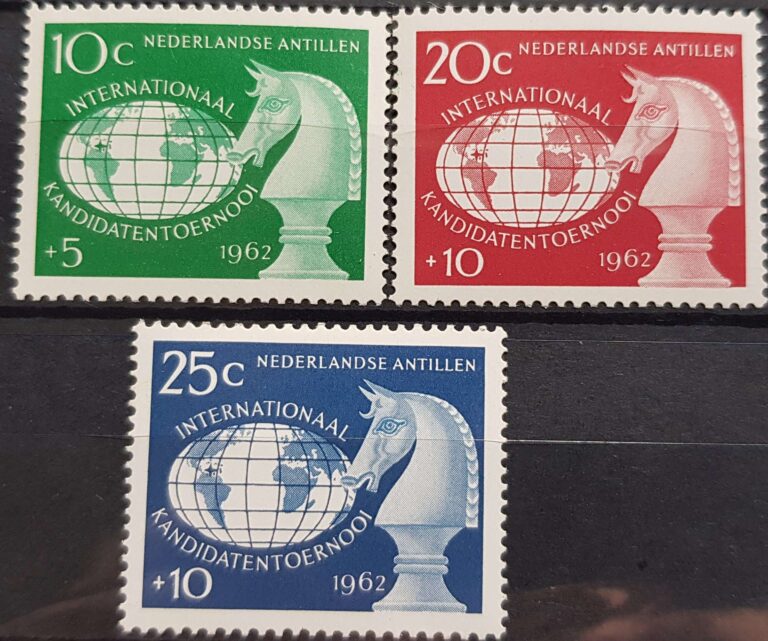 10c NEDERLANDSE ANTILLEN
INTERNATIONAAL
KANDIDATENTOERNOOI
+5 1962
20c NEDERLANDSE ANTILLEN
INTERNATIONAAL
KANDIDATENTOERNOOI
+10 1962
25c NEDERLANDSE ANTILLEN
INTERNATIONAAL
KANDIDATENTOERNOOI
+10 1962